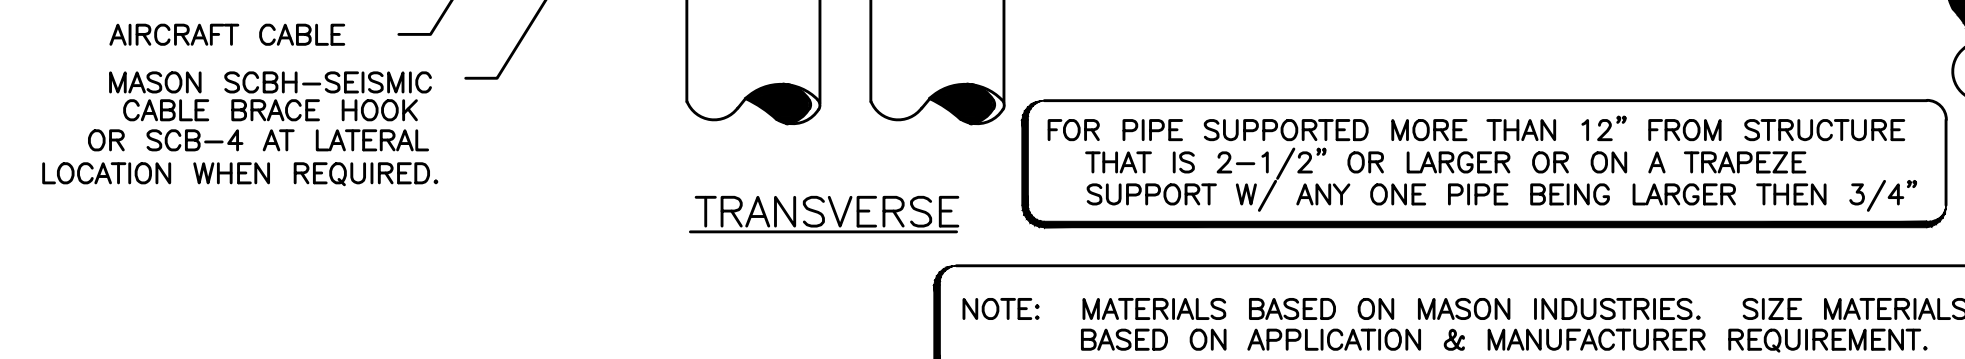 AIRCRAFT CABLE
MASON SCBH-SEISMIC
CABLE BRACE HOOK
OR SCB-4 AT LATERAL
LOCATION WHEN REQUIRED.
TRANSVERSE
FOR PIPE SUPPORTED MORE THAN 12" FROM STRUCTURE
THAT IS 2-1/2" OR LARGER OR ON A TRAPEZE
SUPPORT W/ ANY ONE PIPE BEING LARGER THEN 3/4"
NOTE: MATERIALS BASED ON MASON INDUSTRIES. SIZE MATERIALS
BASED ON APPLICATION & MANUFACTURER REQUIREMENT.